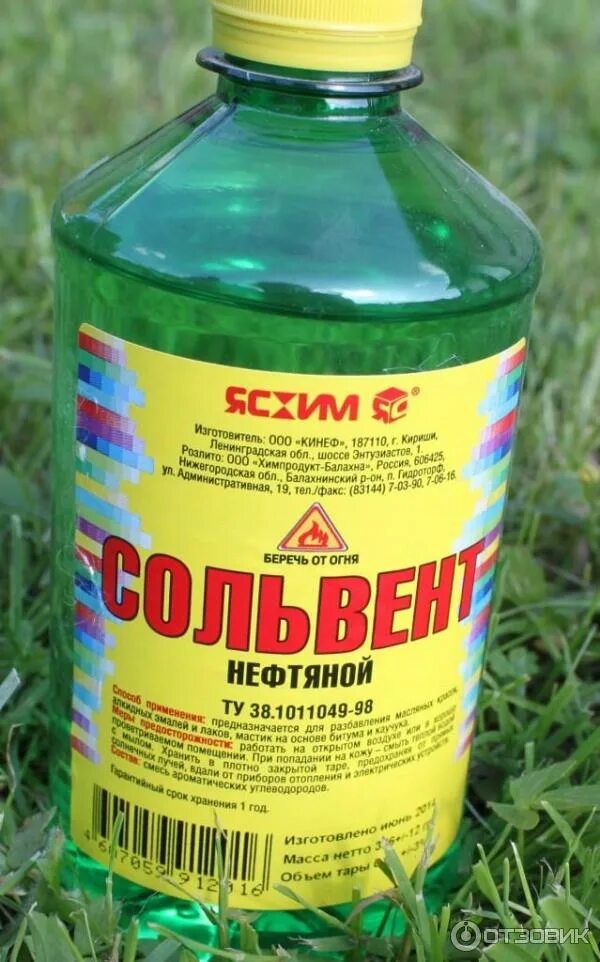 ЯСХИМ ЯС®
Изготовитель: ООО «КИНЕФ», 187110, г. Кириши,
Ленинградская обл., шоссе Энтузиастов, 1
Розлито: ООО «Химпродукт-Балахна», Россия, 606425,
Нижегородская обл., Балахнинский р-он, п. Гидроторф,
ул. Административная, 19, тел./факс: (83144) 7-03-90, 7-06-16.
БЕРЕЧЬ ОТ ОГНЯ
СОЛЬВЕНТ
НЕФТЯНОЙ
ТУ 38.1011049-98
Способ применения: предназначается для разбавления масляных красок,
алкидных эмалей и лаков, мастик на основе битума и каучука.
Меры предосторожности: работать на открытом воздухе или в хорошо
проветриваемом помещении. При попадании на кожу – смыть теплой водой
с мылом. Хранить в плотно закрытой таре, предохраняя от прямых
солнечных лучей, вдали от приборов отопления и электрических устройств.
Состав: смесь ароматических углеводородов.
Гарантийный срок хранения 1 год.
Изготовлено июнь
Масса нетто
Объем тары
4 607059 912016
ОТЗОВИК